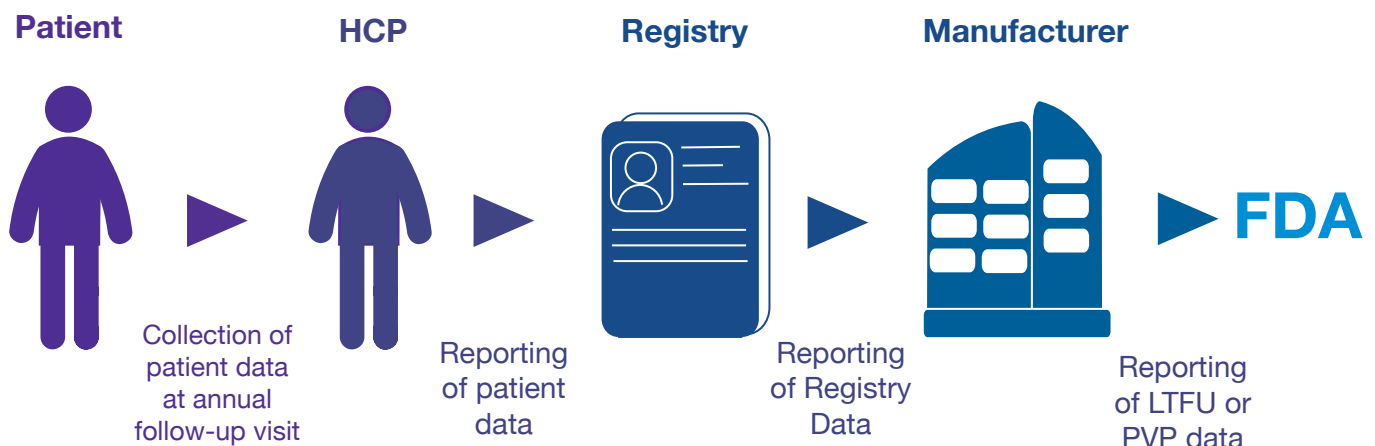 Patient
HCP
Registry
Manufacturer
FDA
Collection of
patient data
at annual
follow-up visit
Reporting
of patient
data
Reporting
of Registry
Data
Reporting
of LTFU or
PVP data